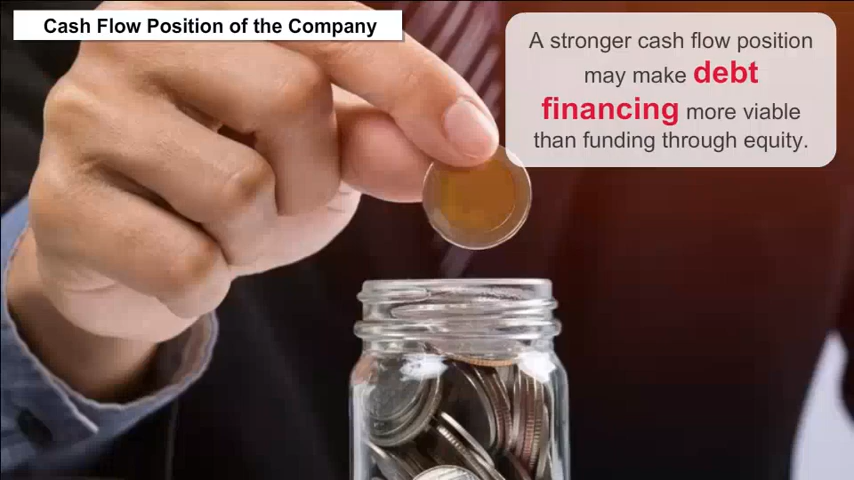 Cash Flow Position of the Company
A stronger cash flow position
may make debt
financing more viable
than funding through equity.